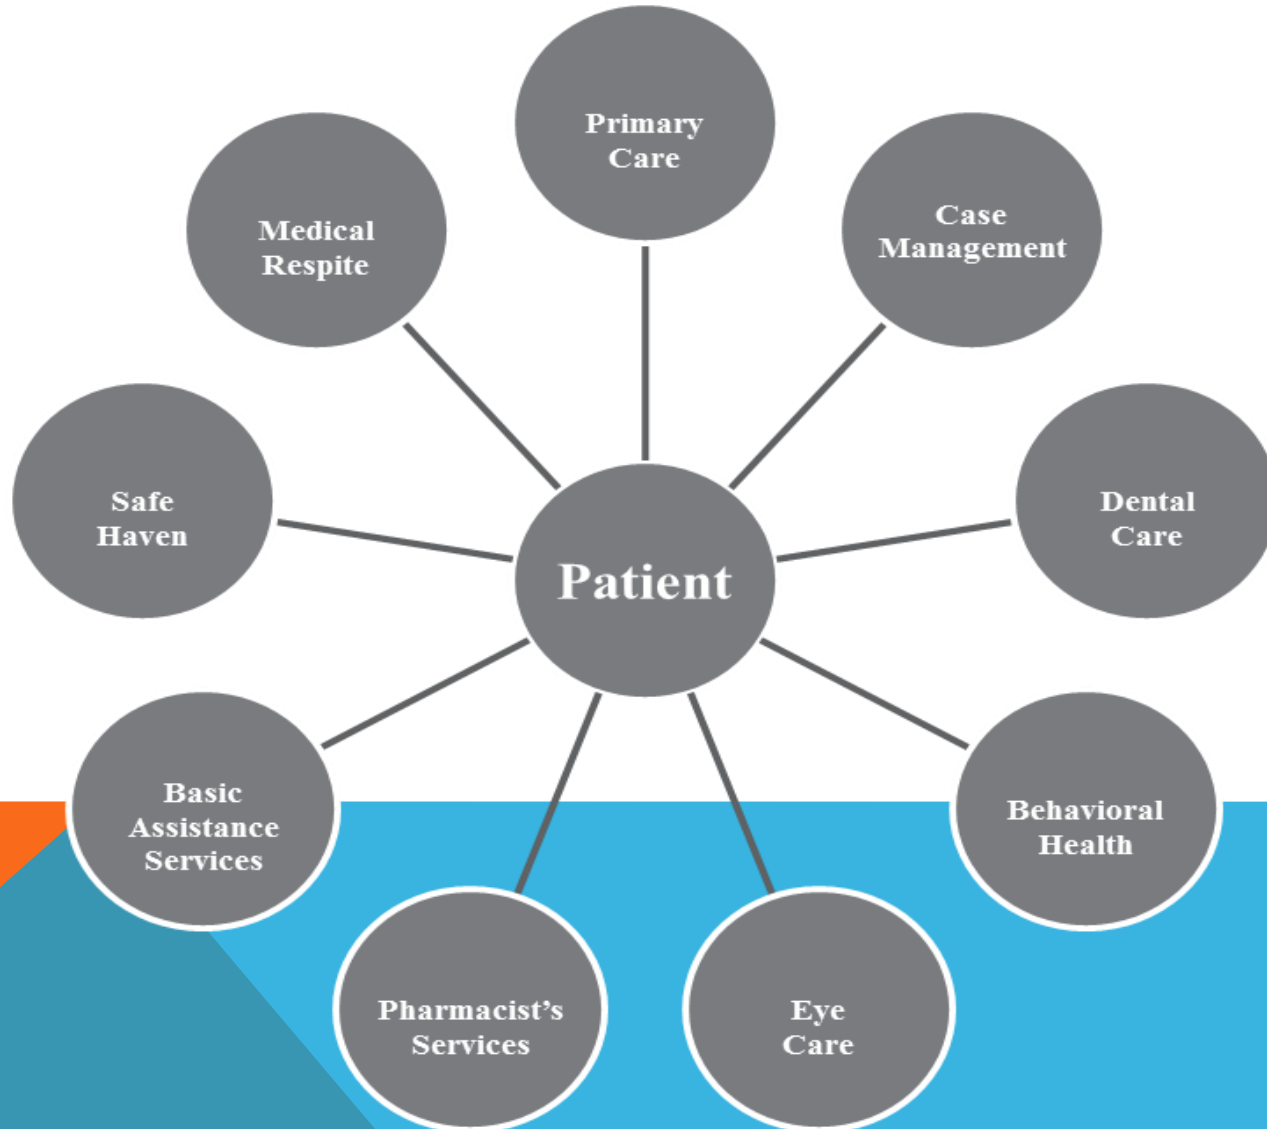 Primary
Care
Medical
Respite
Case
Management
Safe
Haven
Dental
Care
Patient
Basic
Assistance
Services
Behavioral
Health
Pharmacist’s
Services
Eye
Care